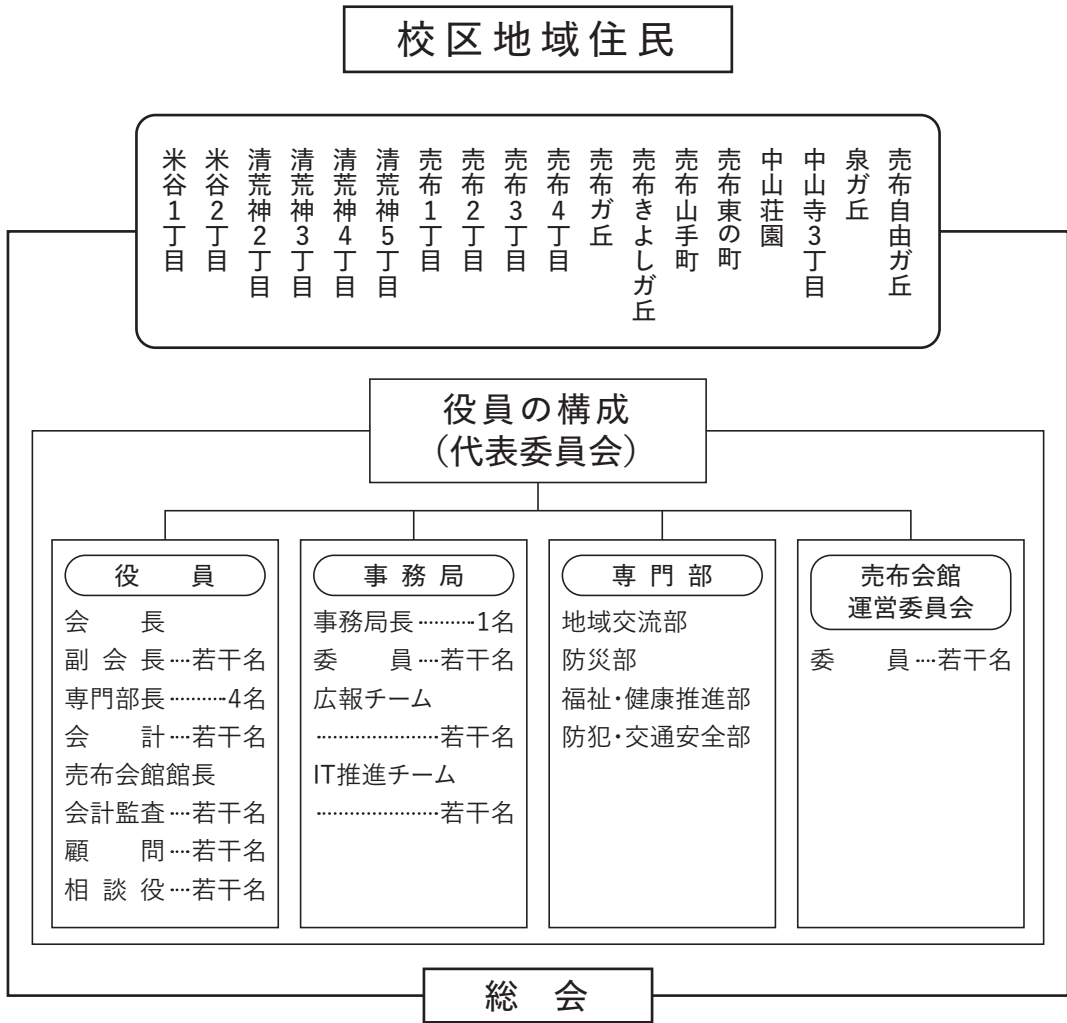 校区地域住民
米谷1丁目
米谷2丁目
清荒神2丁目
清荒神3丁目
清荒神4丁目
清荒神5丁目
売布1丁目
売布2丁目
売布3丁目
売布4丁目
売布ガ丘
売布きよしガ丘
売布山手町
売布東の町
中山荘園
中山寺3丁目
泉ガ丘
売布自由ガ丘
役員の構成
（代表委員会）
役　員
会　　長
副 会 長‥‥若干名
専門部長‥‥‥‥‥4名
会　　計‥‥若干名
売布会館館長
会計監査‥‥若干名
顧　　問‥‥若干名
相 談 役‥‥若干名
事 務 局
事務局長‥‥‥‥‥1名
委　　員‥‥若干名
広報チーム
‥‥‥‥‥‥‥‥若干名
IT推進チーム
‥‥‥‥‥‥‥‥若干名
専 門 部
地域交流部
防災部
福祉・健康推進部
防犯・交通安全部
売布会館
運営委員会
委　　員‥‥若干名
総　会